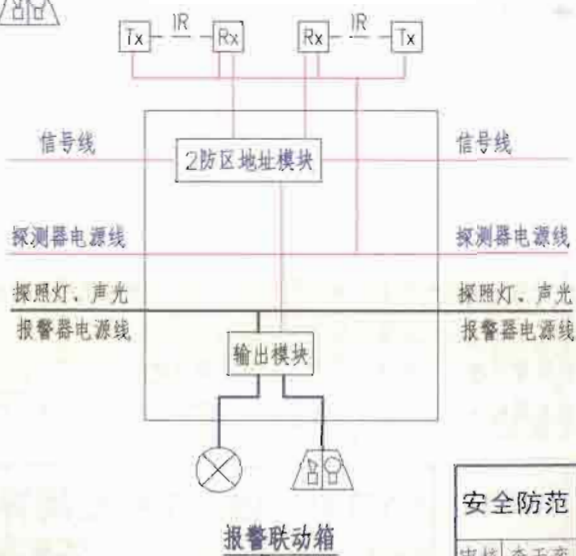 Tx IR Rx Rx IR Tx
信号线 2防区地址模块 信号线
探测器电源线 探测器电源线
探照灯、声光 探照灯、声光
报警器电源线 报警器电源线
输出模块
报警联动箱
安全防范
审核